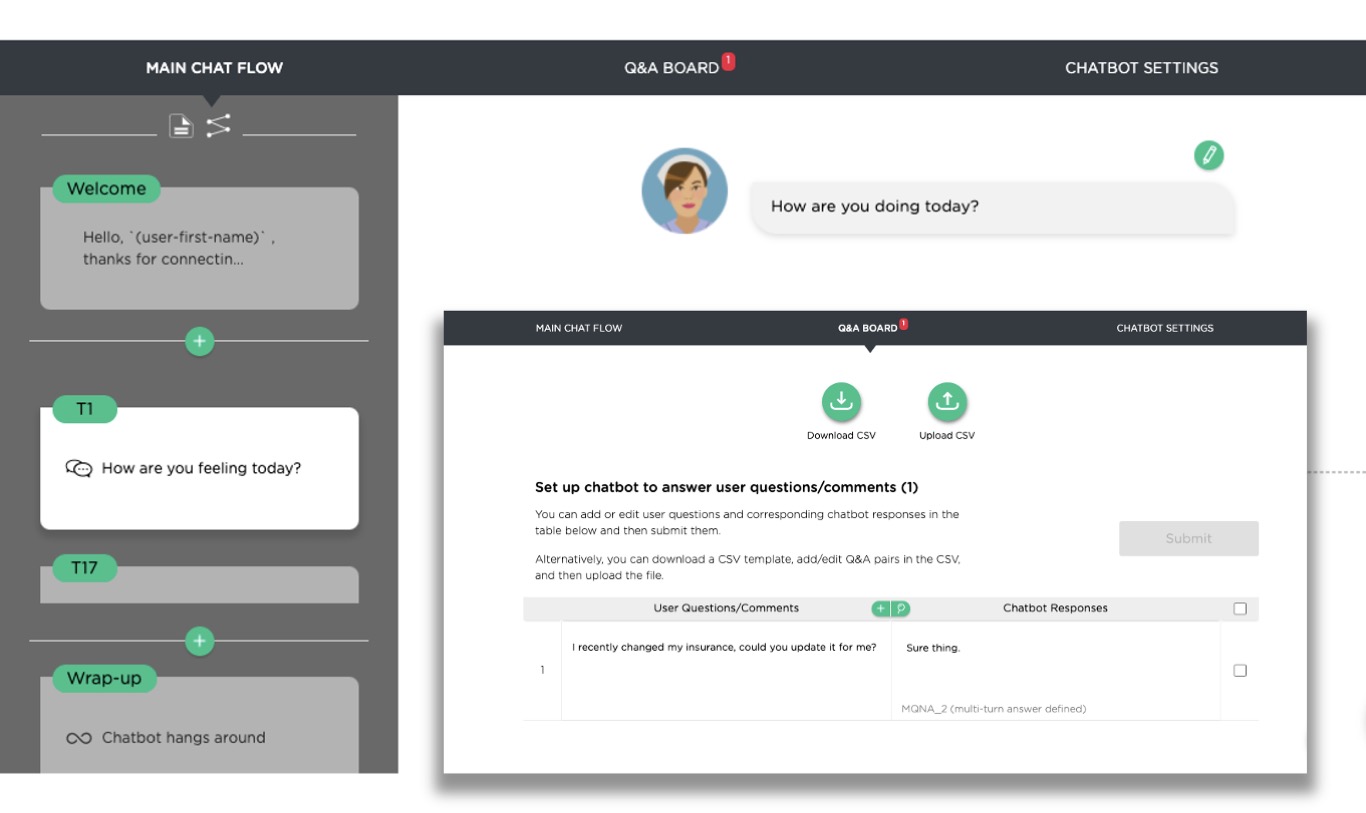 MAIN CHAT FLOW
Q&A BOARD 1
CHATBOT SETTINGS
Welcome
Hello, `(user-first-name)` ,
thanks for connectin...
T1
How are you feeling today?
T17
Wrap-up
Chatbot hangs around
How are you doing today?
MAIN CHAT FLOW
Q&A BOARD 1
CHATBOT SETTINGS
Download CSV
Upload CSV
Set up chatbot to answer user questions/comments (1)
You can add or edit user questions and corresponding chatbot responses in the
table below and then submit them.
Alternatively, you can download a CSV template, add/edit Q&A pairs in the CSV,
and then upload the file.
Submit
User Questions/Comments
Chatbot Responses
1
I recently changed my insurance, could you update it for me?
Sure thing.
MQNA_2 (multi-turn answer defined)